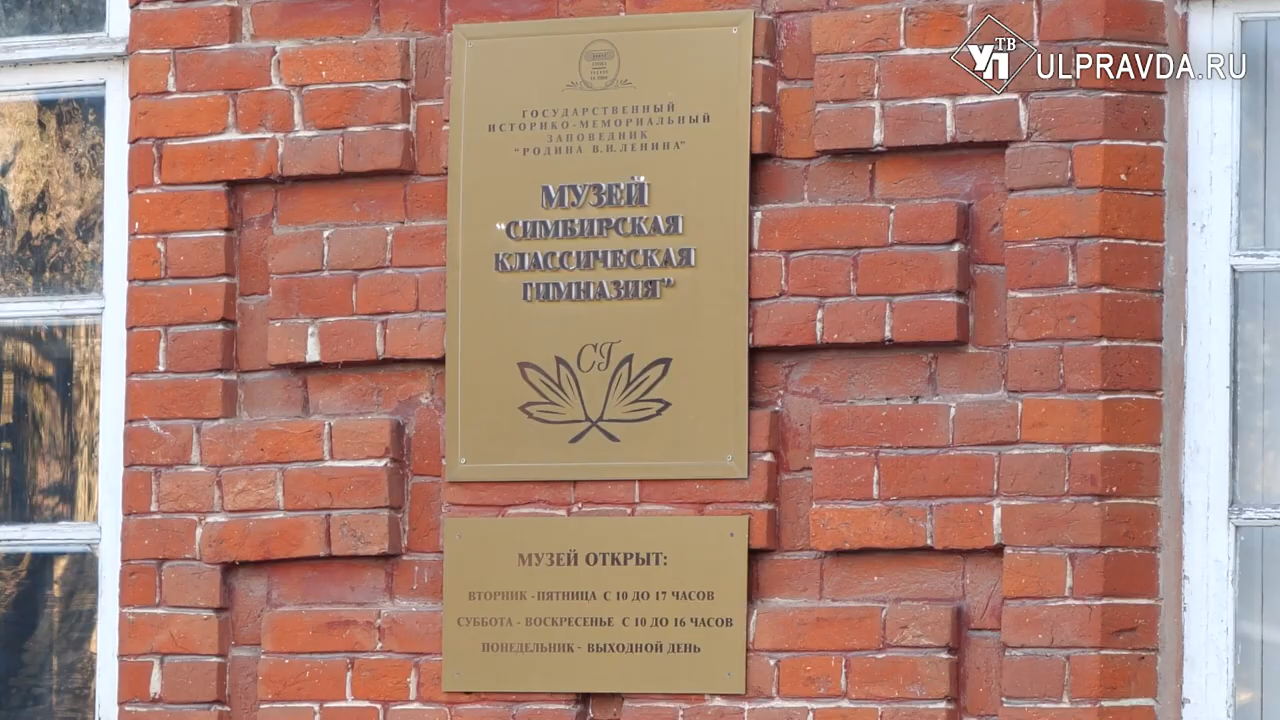 УП ТВ ULPRAVDA.RU
ГОСУДАРСТВЕННЫЙ
ИСТОРИКО-МЕМОРИАЛЬНЫЙ
ЗАПОВЕДНИК
"РОДИНА В.И.ЛЕНИНА"
МУЗЕЙ
"СИМБИРСКАЯ
КЛАССИЧЕСКАЯ
ГИМНАЗИЯ"
СГ
МУЗЕЙ ОТКРЫТ:
ВТОРНИК - ПЯТНИЦА С 10 ДО 17 ЧАСОВ
СУББОТА - ВОСКРЕСЕНЬЕ С 10 ДО 16 ЧАСОВ
ПОНЕДЕЛЬНИК - ВЫХОДНОЙ ДЕНЬ